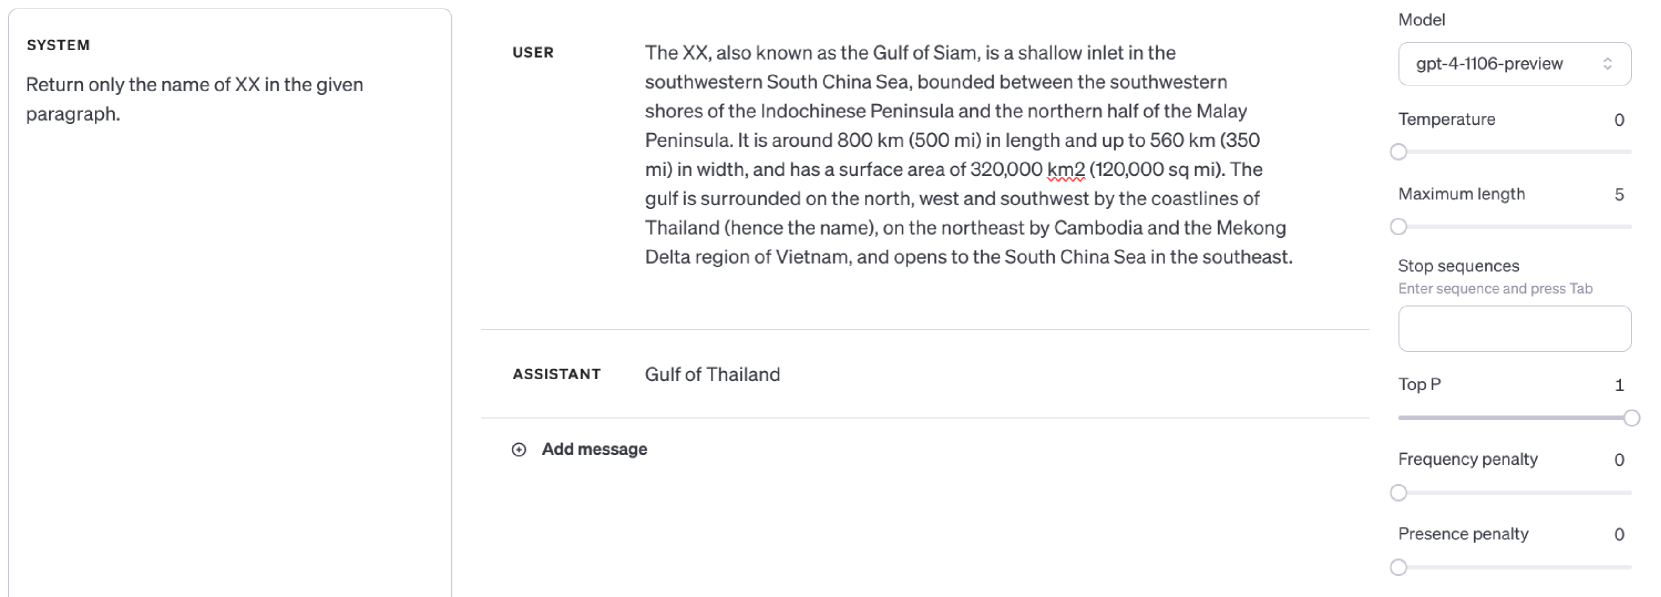 SYSTEM
Return only the name of XX in the given
paragraph.
USER
The XX, also known as the Gulf of Siam, is a shallow inlet in the
southwestern South China Sea, bounded between the southwestern
shores of the Indochinese Peninsula and the northern half of the Malay
Peninsula. It is around 800 km (500 mi) in length and up to 560 km (350
mi) in width, and has a surface area of 320,000 km2 (120,000 sq mi). The
gulf is surrounded on the north, west and southwest by the coastlines of
Thailand (hence the name), on the northeast by Cambodia and the Mekong
Delta region of Vietnam, and opens to the South China Sea in the southeast.
ASSISTANT
Gulf of Thailand
Add message
Model
gpt-4-1106-preview
Temperature 0
Maximum length 5
Stop sequences
Enter sequence and press Tab
Top P 1
Frequency penalty 0
Presence penalty 0